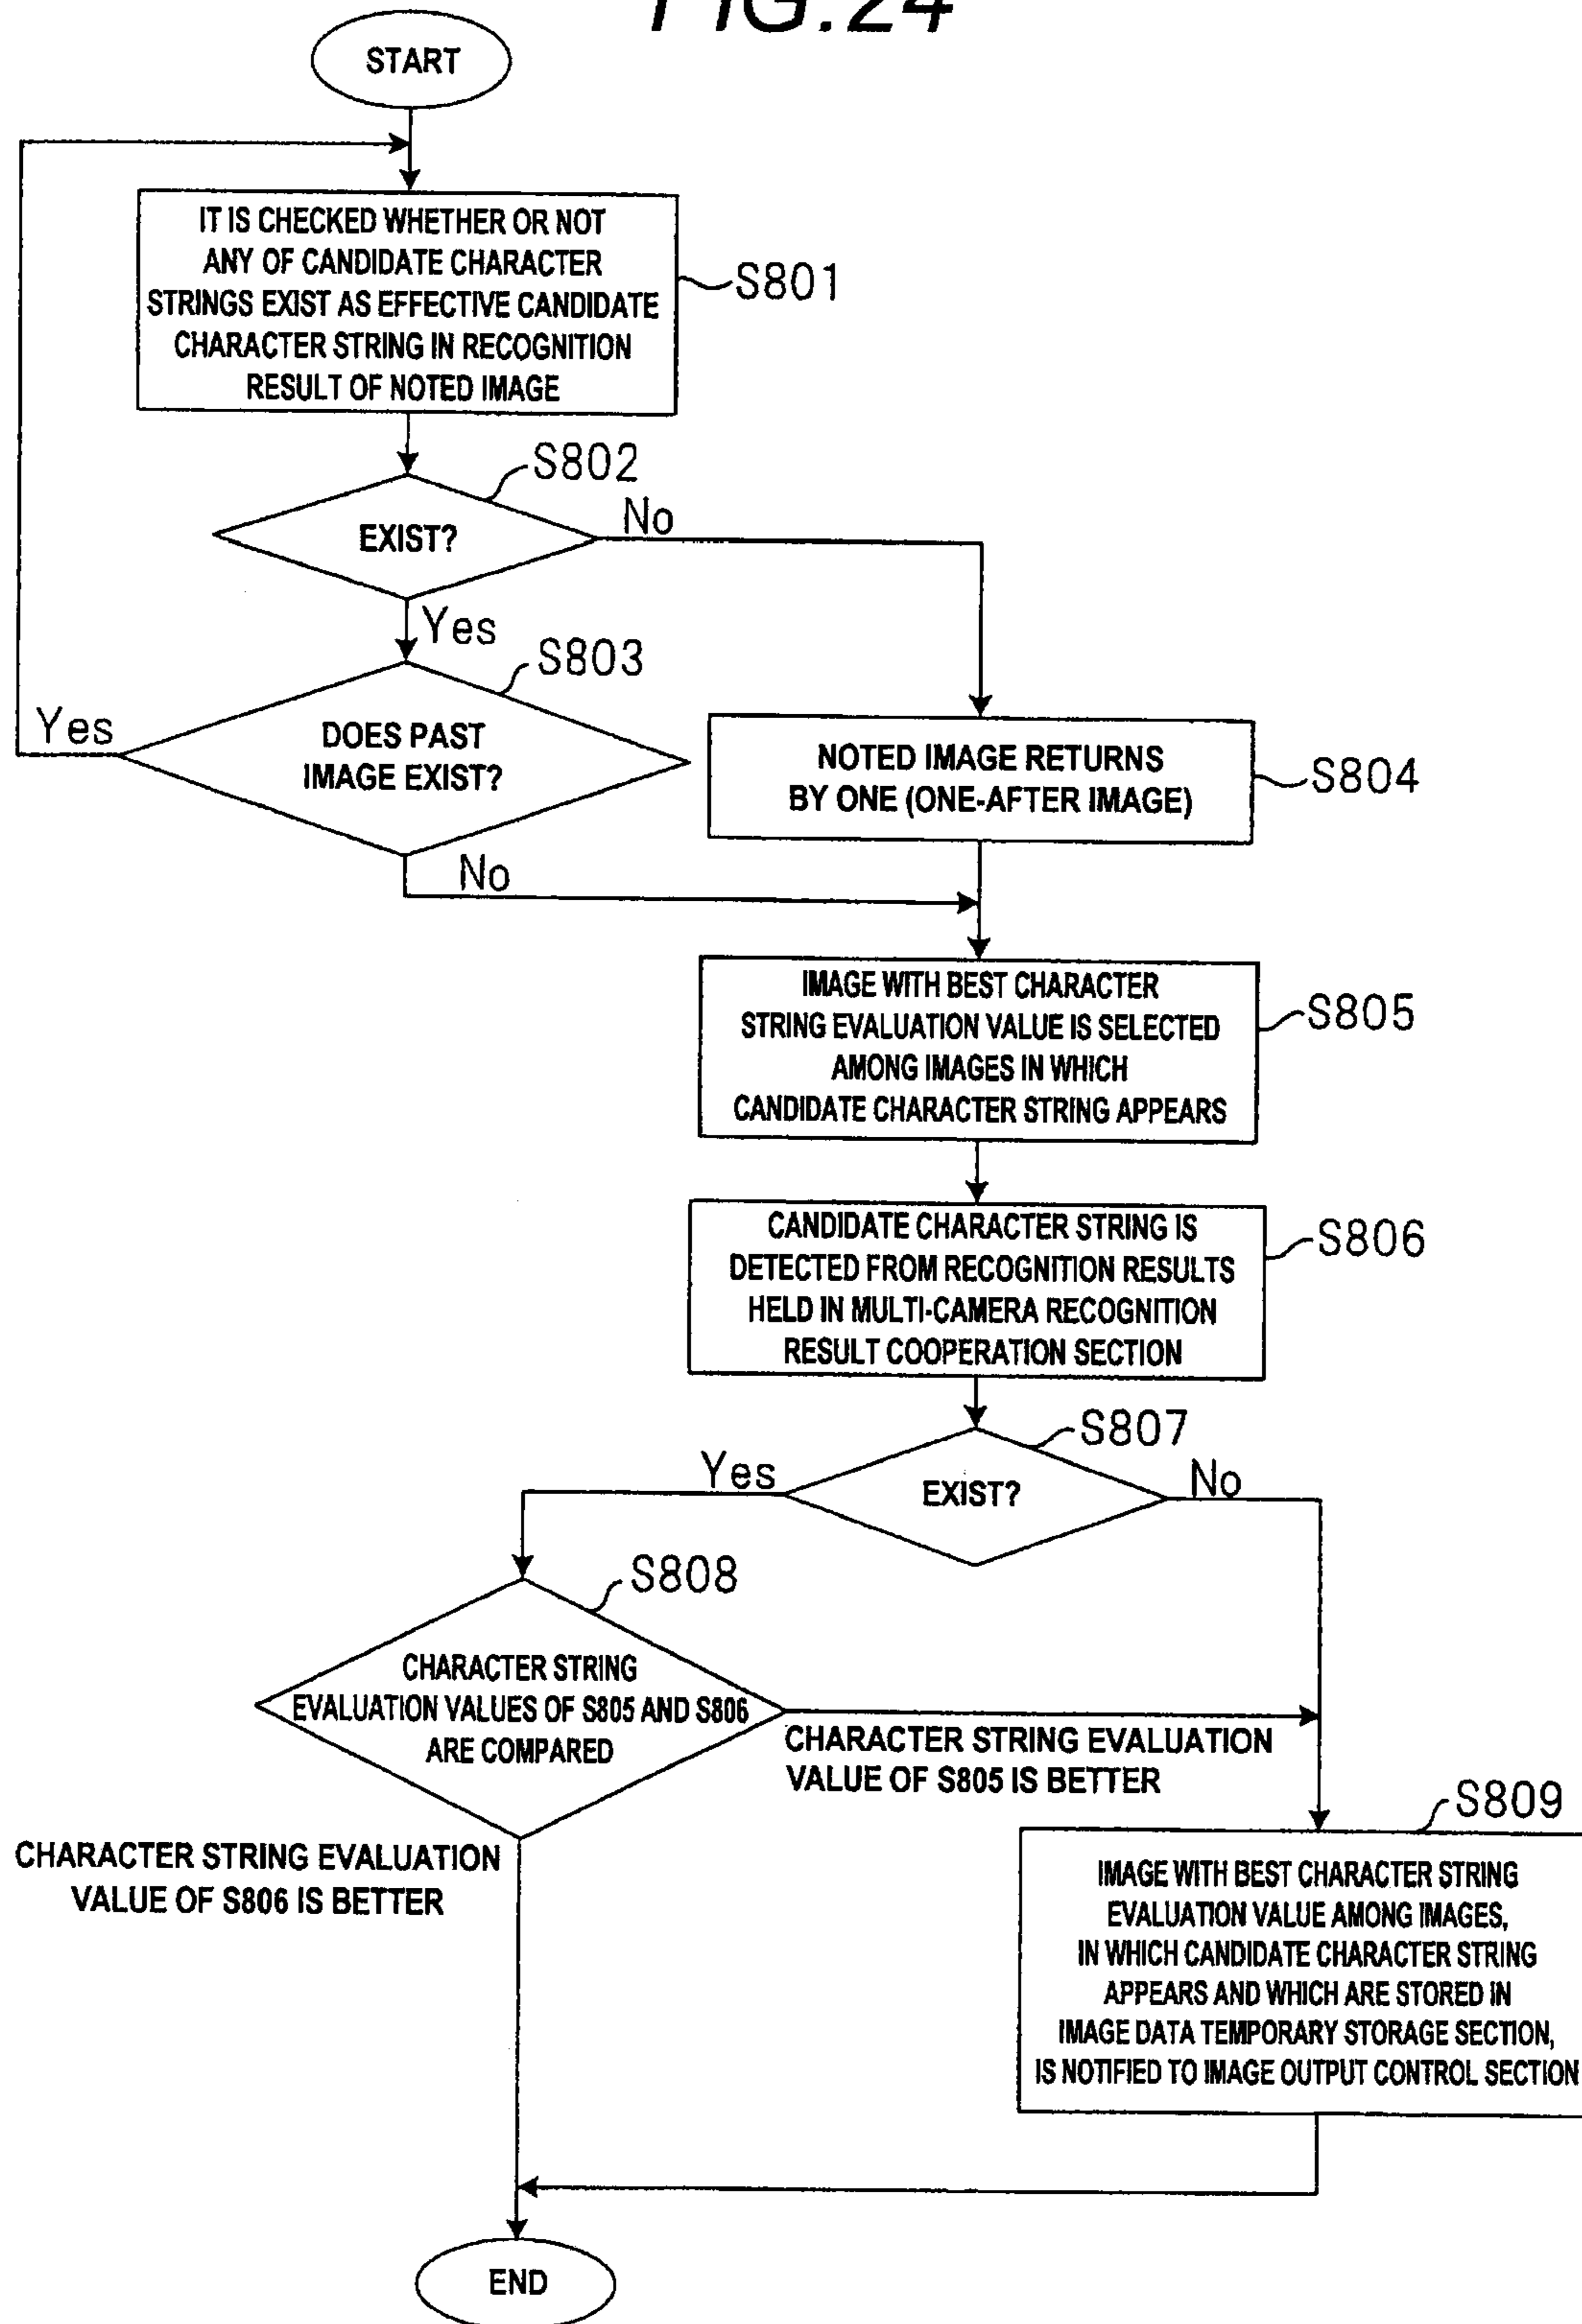 FIG.24
START
IT IS CHECKED WHETHER OR NOT
ANY OF CANDIDATE CHARACTER
STRINGS EXIST AS EFFECTIVE CANDIDATE
CHARACTER STRING IN RECOGNITION
RESULT OF NOTED IMAGE
S801
S802
EXIST?
No
Yes
S803
Yes
DOES PAST
IMAGE EXIST?
No
NOTED IMAGE RETURNS
BY ONE (ONE-AFTER IMAGE)
S804
IMAGE WITH BEST CHARACTER
STRING EVALUATION VALUE IS SELECTED
AMONG IMAGES IN WHICH
CANDIDATE CHARACTER STRING APPEARS
S805
CANDIDATE CHARACTER STRING IS
DETECTED FROM RECOGNITION RESULTS
HELD IN MULTI-CAMERA RECOGNITION
RESULT COOPERATION SECTION
S806
S807
Yes
EXIST?
No
S808
CHARACTER STRING
EVALUATION VALUES OF S805 AND S806
ARE COMPARED
CHARACTER STRING EVALUATION
VALUE OF S805 IS BETTER
CHARACTER STRING EVALUATION
VALUE OF S806 IS BETTER
S809
IMAGE WITH BEST CHARACTER STRING
EVALUATION VALUE AMONG IMAGES,
IN WHICH CANDIDATE CHARACTER STRING
APPEARS AND WHICH ARE STORED IN
IMAGE DATA TEMPORARY STORAGE SECTION,
IS NOTIFIED TO IMAGE OUTPUT CONTROL SECTION
END